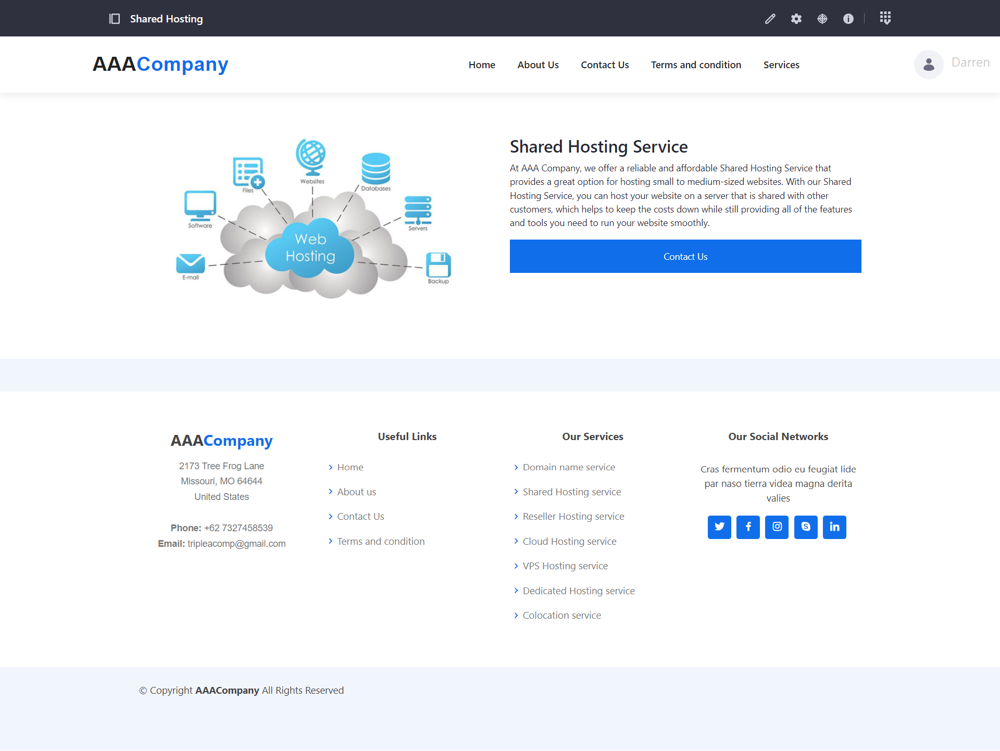 Shared Hosting
AAACompany
Home
About Us
Contact Us
Terms and condition
Services
Darren
Websites
Files
Databases
Software
Servers
Web
Hosting
E-mail
Backup
Shared Hosting Service
At AAA Company, we offer a reliable and affordable Shared Hosting Service that
provides a great option for hosting small to medium-sized websites. With our Shared
Hosting Service, you can host your website on a server that is shared with other
customers, which helps to keep the costs down while still providing all of the features
and tools you need to run your website smoothly.
Contact Us
AAACompany
2173 Tree Frog Lane
Missouri, MO 64644
United States
Phone: +62 7327458539
Email: tripleacomp@gmail.com
Useful Links
Home
About us
Contact Us
Terms and condition
Our Services
Domain name service
Shared Hosting service
Reseller Hosting service
Cloud Hosting service
VPS Hosting service
Dedicated Hosting service
Colocation service
Our Social Networks
Cras fermentum odio eu feugiat lide
par naso tierra videa magna derita
valies
© Copyright AAACompany All Rights Reserved